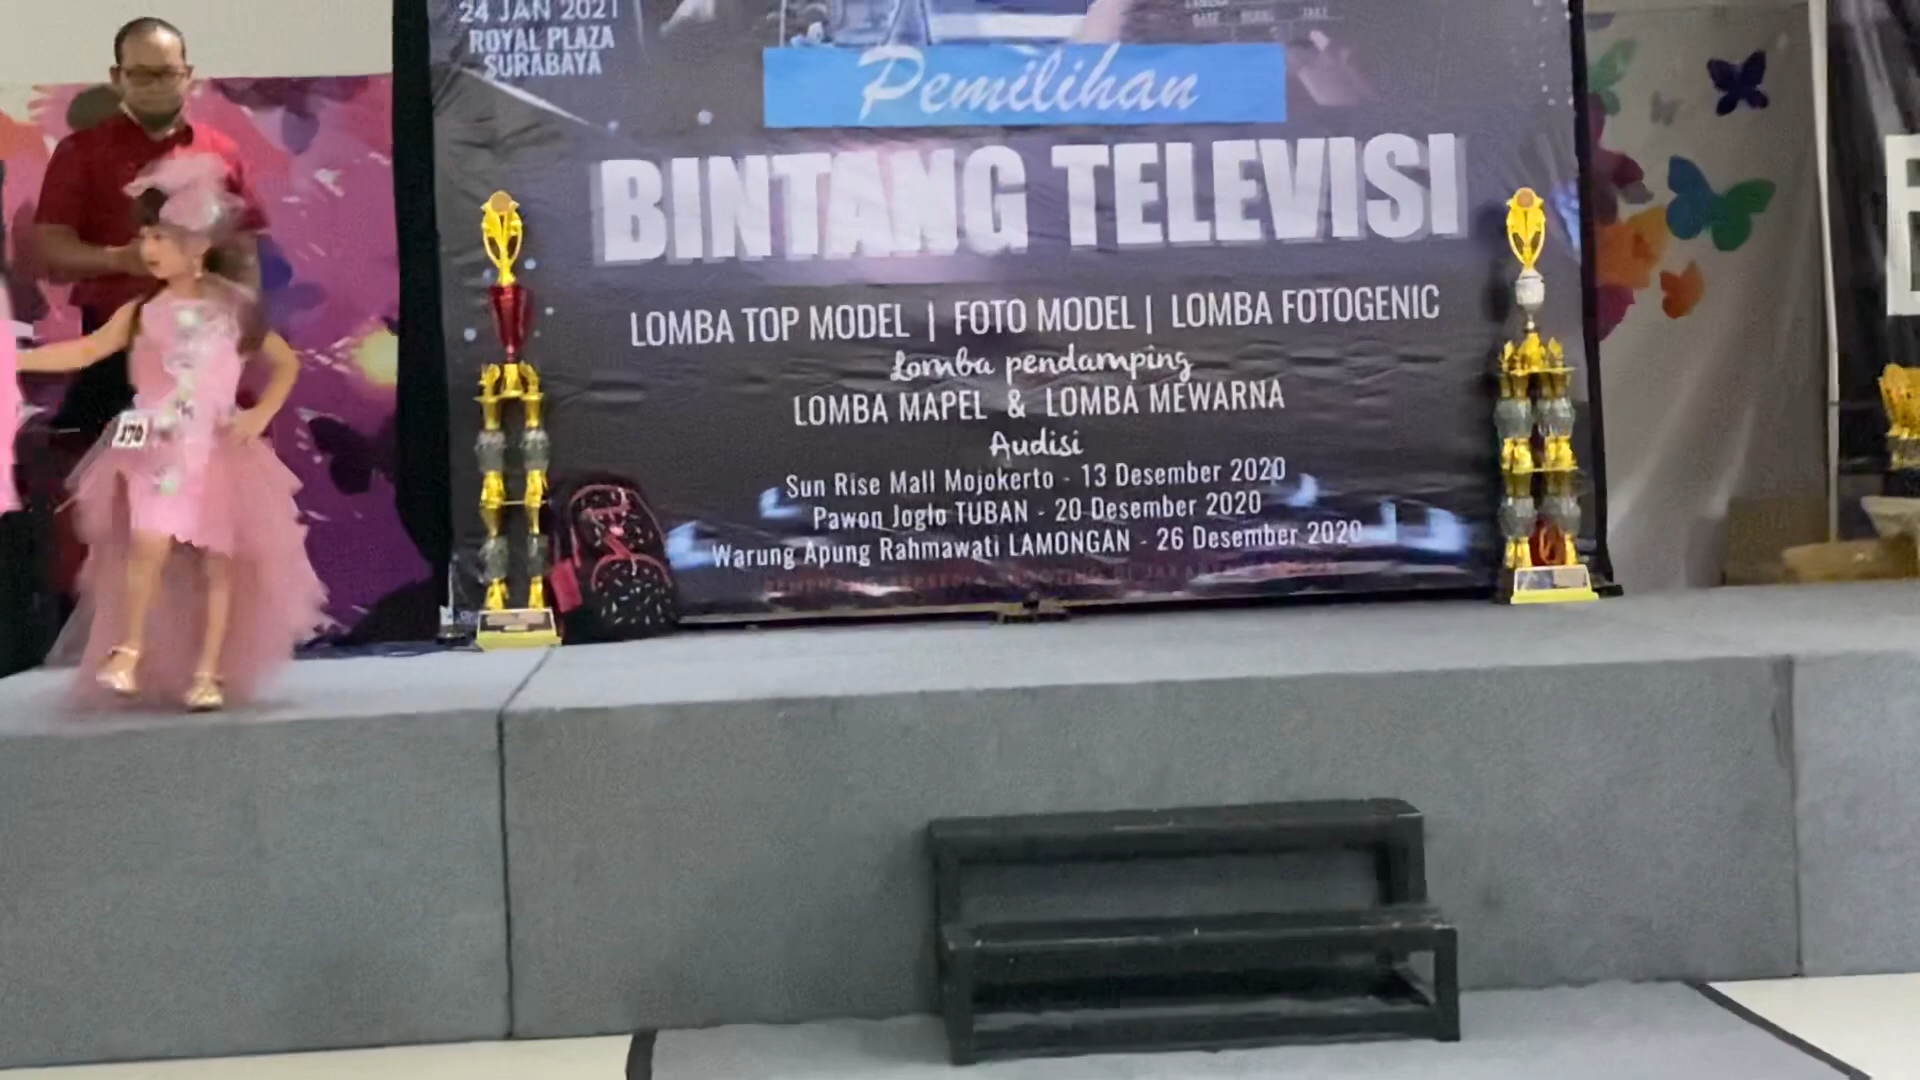 24 JAN 2021
ROYAL PLAZA
SURABAYA
Pemilihan
BINTANG TELEVISI
LOMBA TOP MODEL | FOTO MODEL | LOMBA FOTOGENIC
Lomba pendamping
LOMBA MAPEL & LOMBA MEWARNA
Audisi
Sun Rise Mall Mojokerto - 13 Desember 2020
Pawon Joglo TUBAN - 20 Desember 2020
Warung Apung Rahmawati LAMONGAN - 26 Desember 2020
170